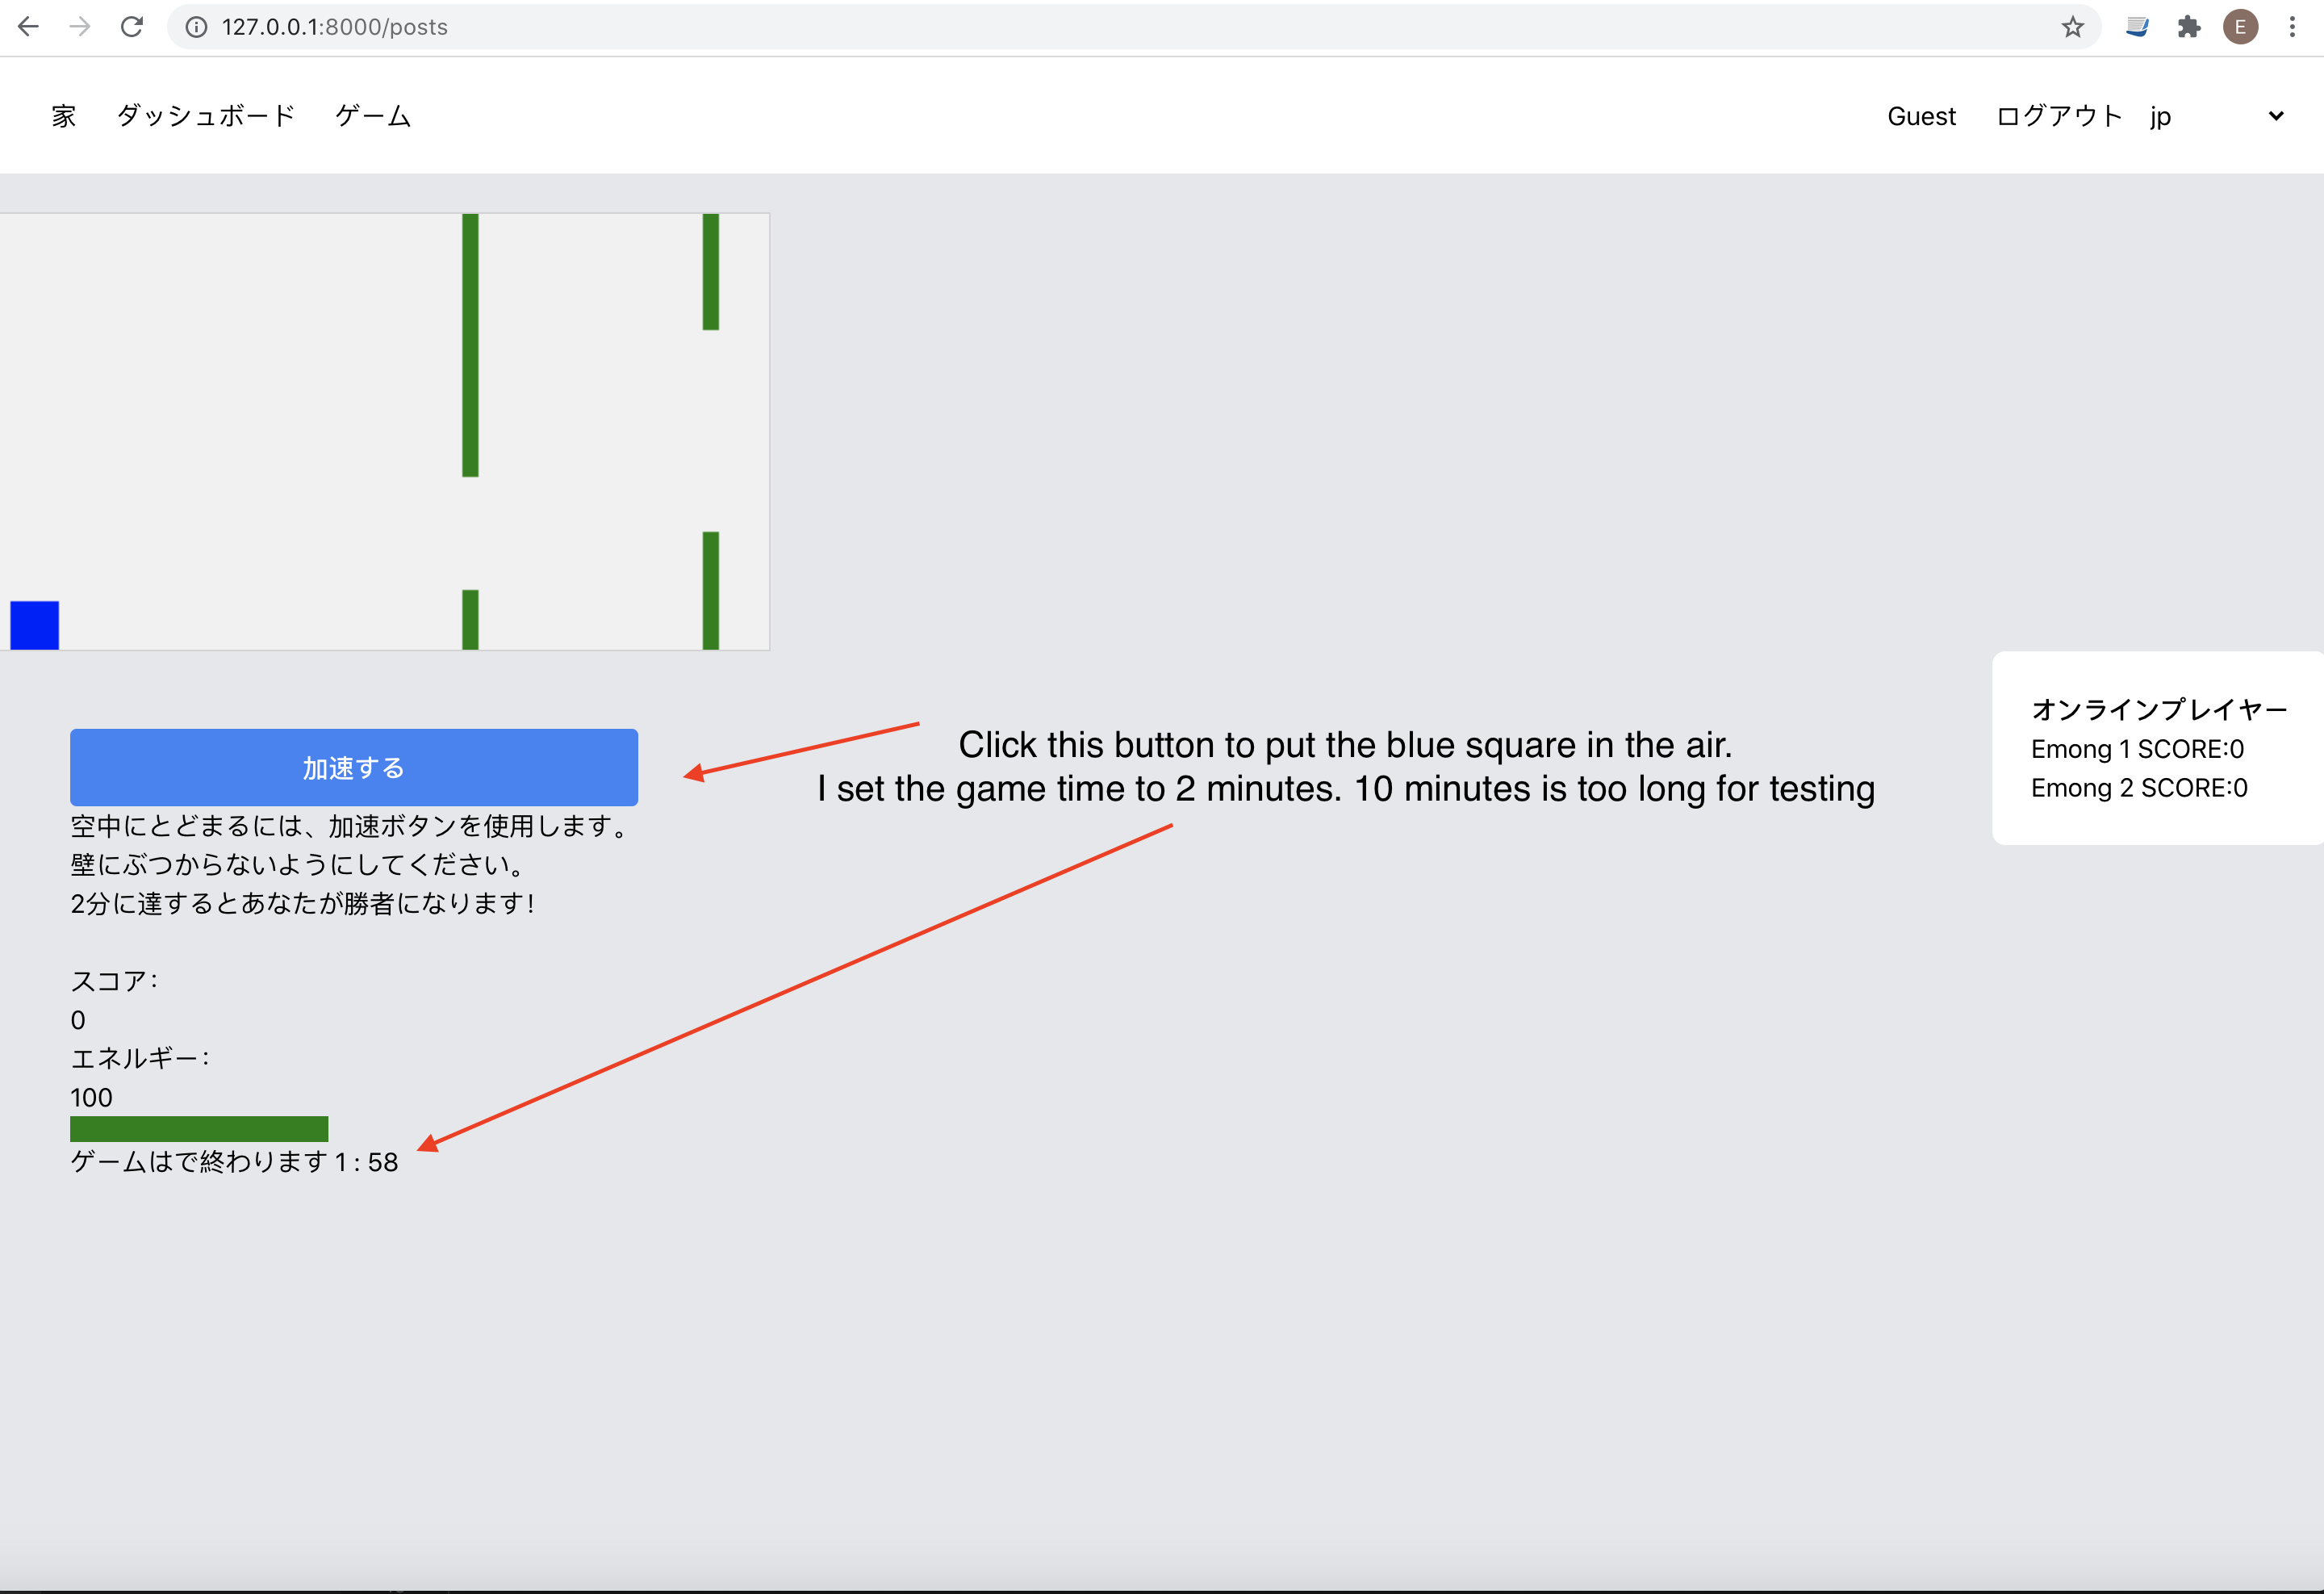 127.0.0.1:8000/posts
E
家 ダッシュボード ゲーム
Guest ログアウト jp
加速する
空中にとどまるには、加速ボタンを使用します。
壁にぶつからないようにしてください。
2分に達するとあなたが勝者になります!
Click this button to put the blue square in the air.
I set the game time to 2 minutes. 10 minutes is too long for testing
オンラインプレイヤー
Emong 1 SCORE:0
Emong 2 SCORE:0
スコア:
0
エネルギー:
100
ゲームはで終わります 1 : 58